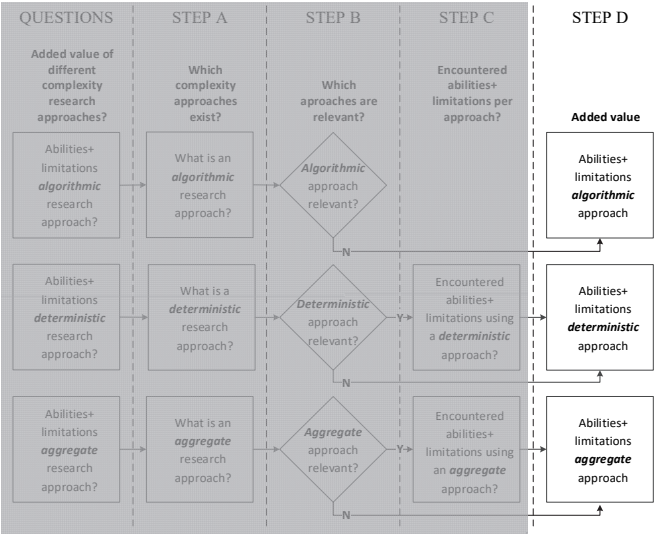 QUESTIONS
STEP A
STEP B
STEP C
STEP D
Added value of
different
complexity
research
approaches?
Which
complexity
approaches
exist?
Which
aproaches are
relevant?
Encountered
abilities+
limitations per
approach?
Added value
Abilities+
limitations
algorithmic
research
approach?
What is an
algorithmic
research
approach?
Algorithmic
approach
relevant?
N
Abilities+
limitations
algorithmic
approach
Abilities+
limitations
deterministic
research
approach?
What is a
deterministic
research
approach?
Deterministic
approach
relevant?
Y
N
Encountered
abilities+
limitations using
a deterministic
approach?
Abilities+
limitations
deterministic
approach
Abilities+
limitations
aggregate
research
approach?
What is an
aggregate
research
approach?
Aggregate
approach
relevant?
Y
N
Encountered
abilities+
limitations using
an aggregate
approach?
Abilities+
limitations
aggregate
approach